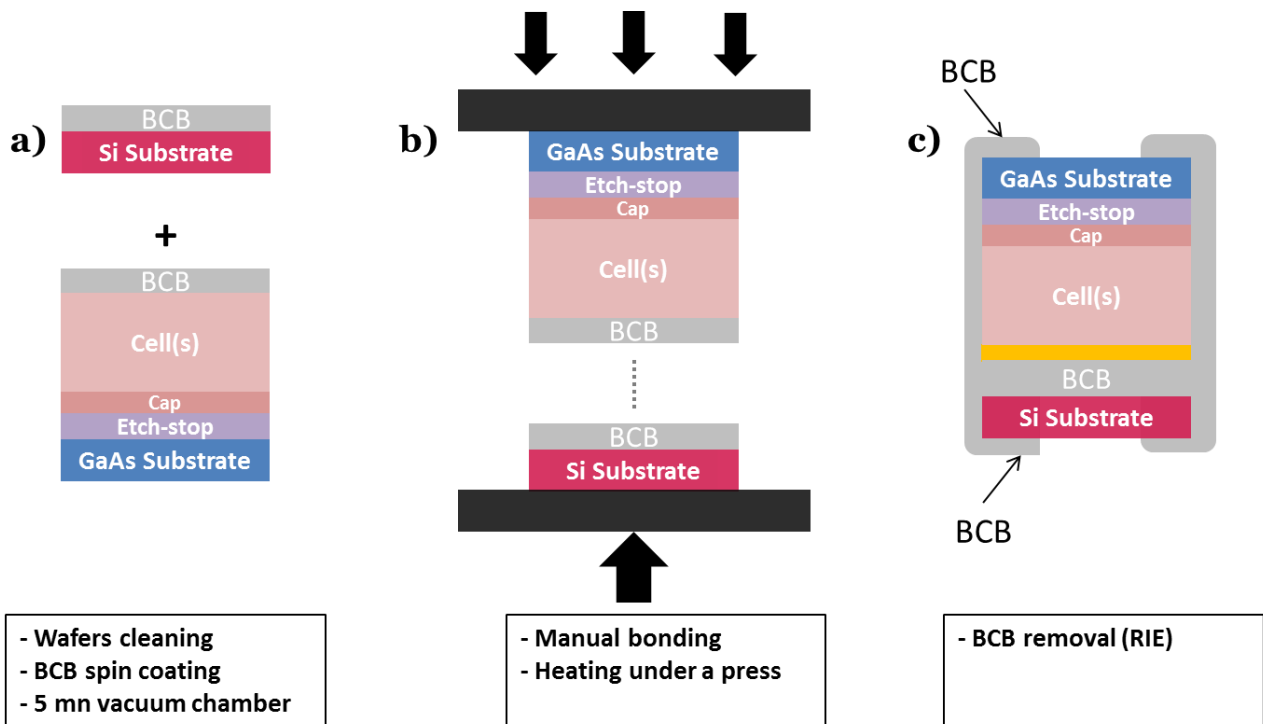 a)
BCB
Si Substrate
+
BCB
Cell(s)
Cap
Etch-stop
GaAs Substrate
- Wafers cleaning
- BCB spin coating
- 5 mn vacuum chamber
b)
GaAs Substrate
Etch-stop
Cap
Cell(s)
BCB
BCB
Si Substrate
- Manual bonding
- Heating under a press
c)
BCB
GaAs Substrate
Etch-stop
Cap
Cell(s)
BCB
Si Substrate
BCB
- BCB removal (RIE)